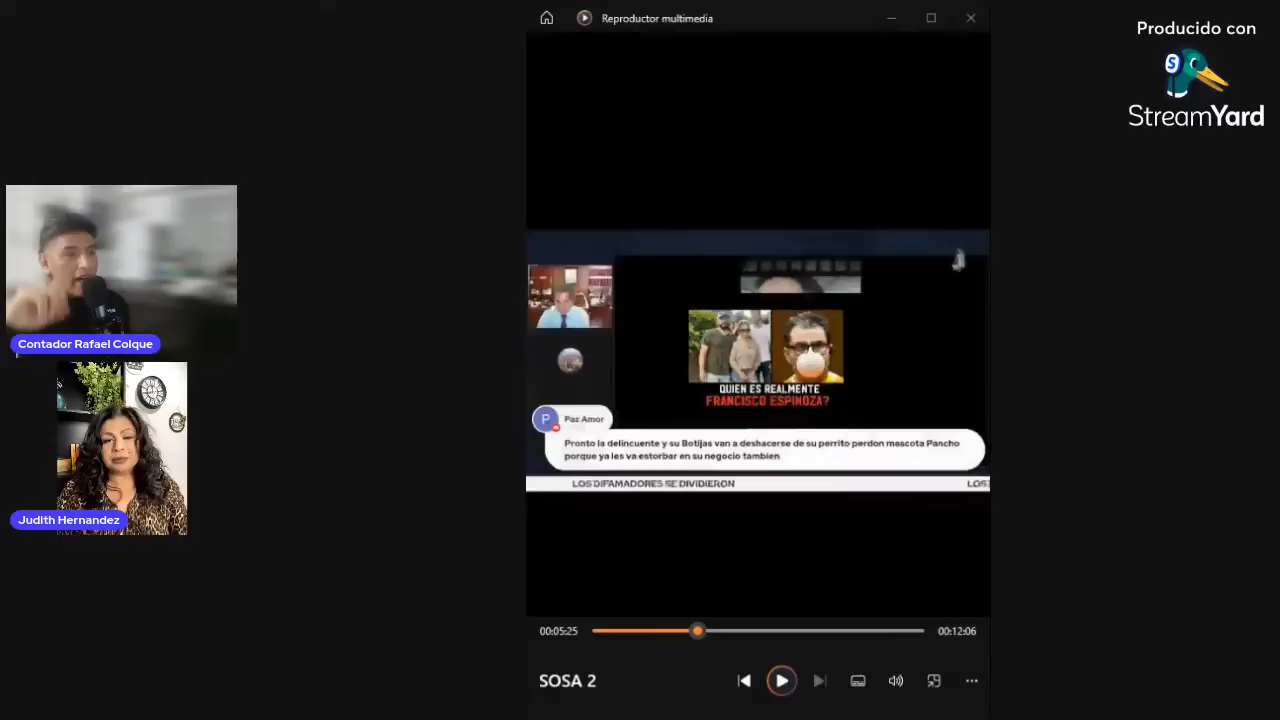 Reproductor multimedia
Producido con
S
StreamYard
Contador Rafael Colque
QUIEN ES REALMENTE
FRANCISCO ESPINOZA?
P
Paz Amor
Pronto la delincuente y su Botijas van a deshacerse de su perrito perdon mascota Pancho
porque ya les va estorbar en su negocio tambien
LOS DIFAMADORES SE DIVIDIERON
LOS
Judith Hernandez
00:05:25
00:12:06
SOSA 2